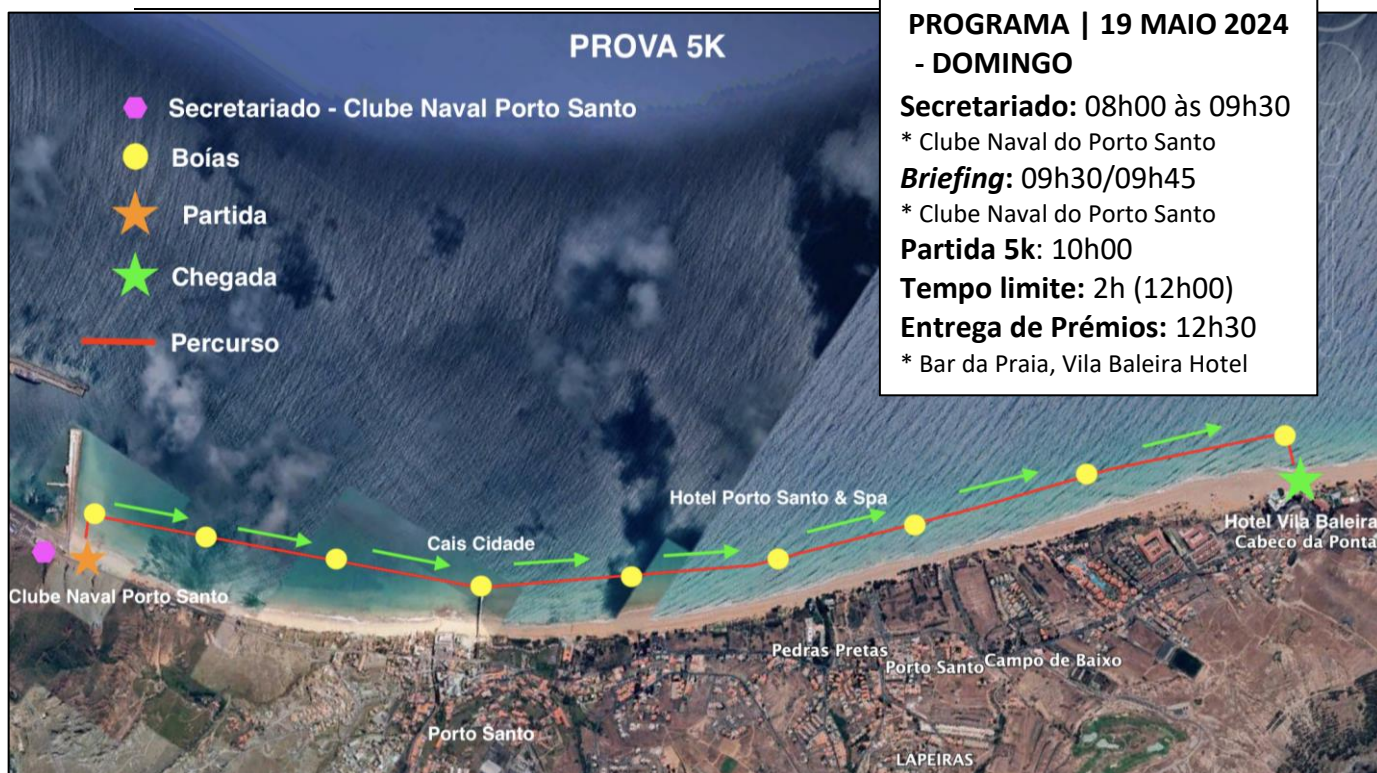 PROVA 5K
Secretariado - Clube Naval Porto Santo
Boías
Partida
Chegada
Percurso
PROGRAMA | 19 MAIO 2024
- DOMINGO
Secretariado: 08h00 às 09h30
* Clube Naval do Porto Santo
Briefing: 09h30/09h45
* Clube Naval do Porto Santo
Partida 5k: 10h00
Tempo limite: 2h (12h00)
Entrega de Prémios: 12h30
* Bar da Praia, Vila Baleira Hotel
Hotel Porto Santo & Spa
Hotel Vila Baleira
Cabeco da Ponta
Cais Cidade
Clube Naval Porto Santo
Pedras Pretas
Porto Santo
Campo de Baixo
Porto Santo
LAPEIRAS